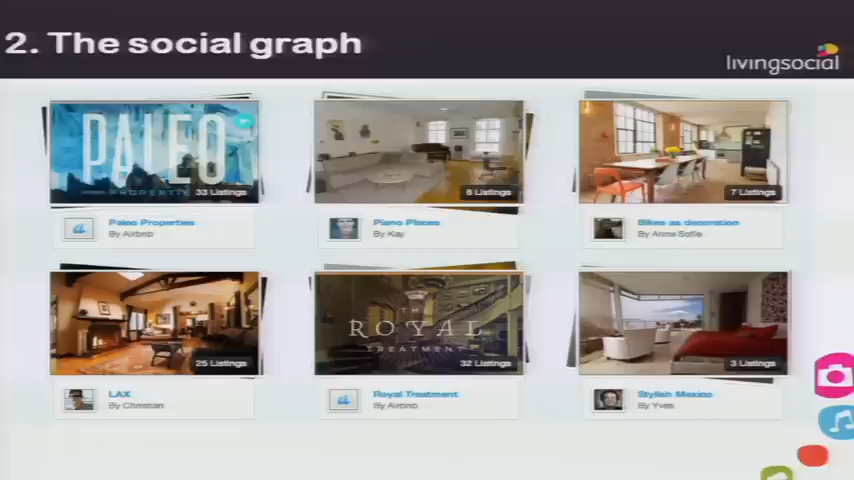 2. The social graph
livingsocial
PALEO
PROPERTIES
33 Listings
8 Listings
7 Listings
Paleo Properties
By Airbnb
Piano Places
By Kay
Bikes as decoration
By Anne Sofie
THE
ROYAL
TREATMENT
25 Listings
32 Listings
3 Listings
LAX
By Christian
Royal Treatment
By Airbnb
Stylish Mexico
By Yves